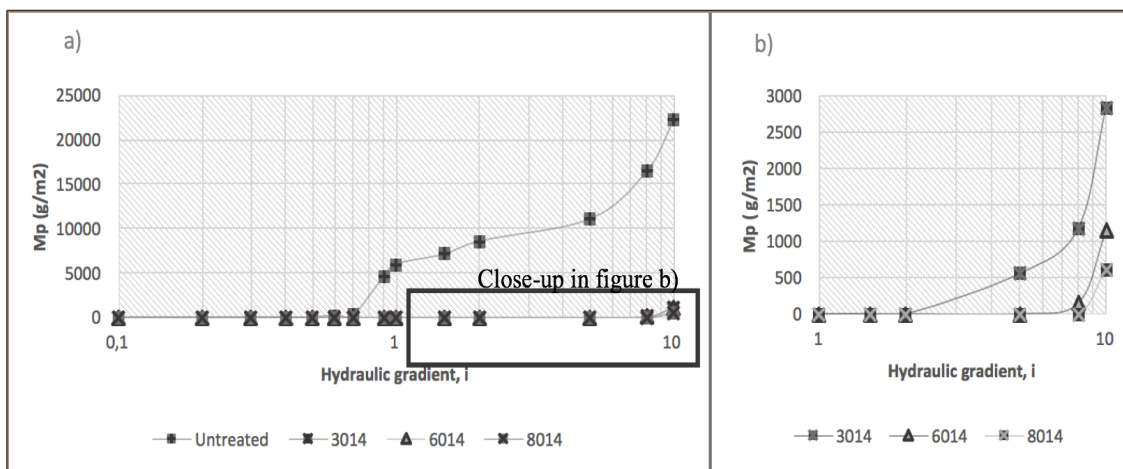 a)
25000
20000
15000
10000
5000
0
Mp (g/m2)
Close-up in figure b)
0,1 1 10
Hydraulic gradient, i
Untreated 3014 6014 8014
b)
3000
2500
2000
1500
1000
500
0
Mp ( g/m2)
1 10
Hydraulic gradient, i
3014 6014 8014